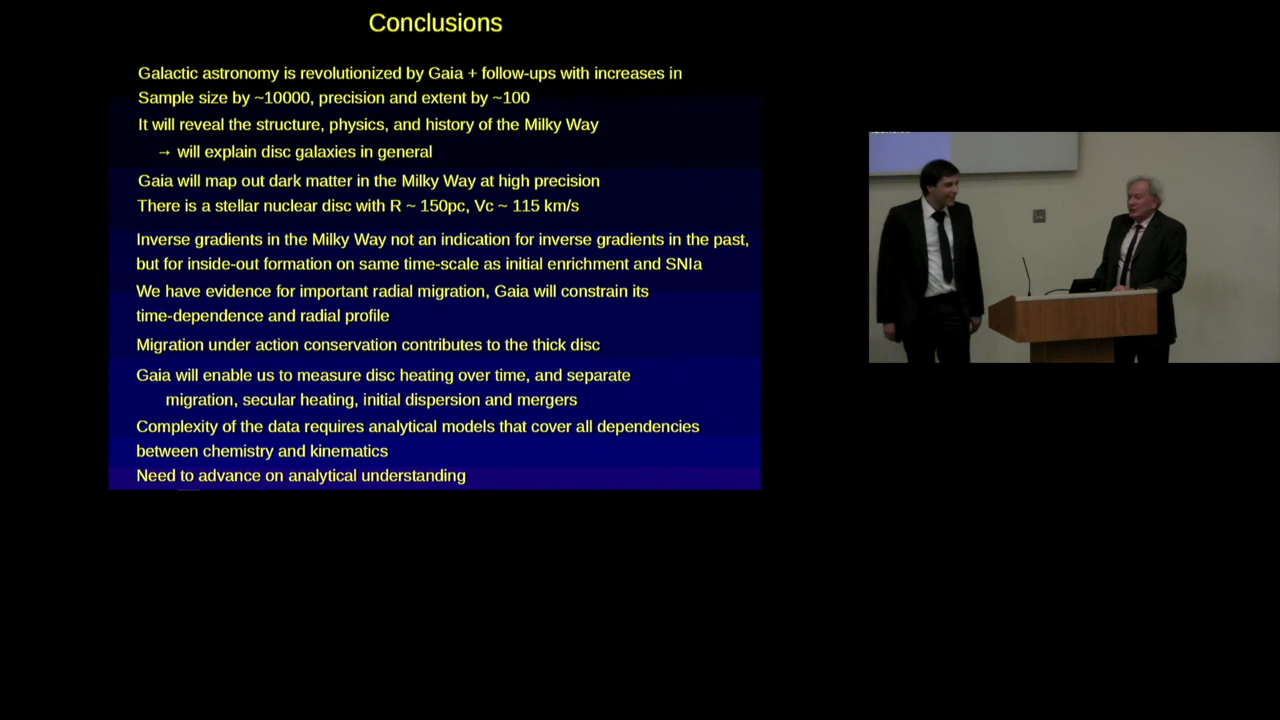 Conclusions
Galactic astronomy is revolutionized by Gaia + follow-ups with increases in
Sample size by ~10000, precision and extent by ~100
It will reveal the structure, physics, and history of the Milky Way
→ will explain disc galaxies in general
Gaia will map out dark matter in the Milky Way at high precision
There is a stellar nuclear disc with R ~ 150pc, Vc ~ 115 km/s
Inverse gradients in the Milky Way not an indication for inverse gradients in the past,
but for inside-out formation on same time-scale as initial enrichment and SNIa
We have evidence for important radial migration, Gaia will constrain its
time-dependence and radial profile
Migration under action conservation contributes to the thick disc
Gaia will enable us to measure disc heating over time, and separate
migration, secular heating, initial dispersion and mergers
Complexity of the data requires analytical models that cover all dependencies
between chemistry and kinematics
Need to advance on analytical understanding